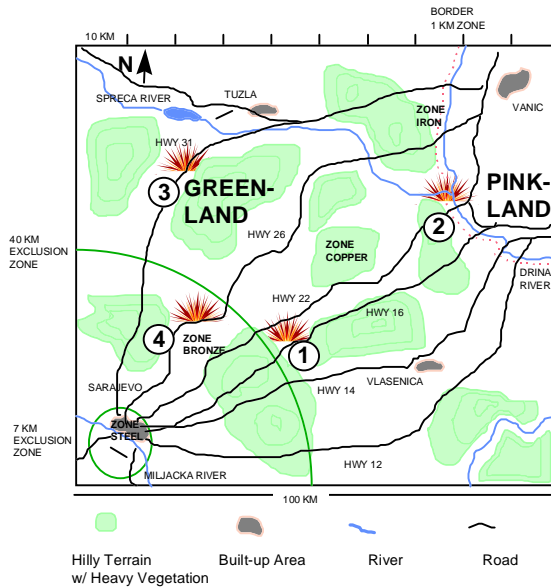 BORDER
1 KM ZONE
10 KM
N
SPRECA RIVER
TUZLA
ZONE
IRON
VANIC
HWY 31
3
GREEN-
LAND
PINK-
LAND
2
HWY 26
40 KM
EXCLUSION
ZONE
ZONE
COPPER
DRINA
RIVER
HWY 22
HWY 16
4
ZONE
BRONZE
1
SARAJEVO
HWY 14
VLASENICA
ZONE
STEEL
7 KM
EXCLUSION
ZONE
HWY 12
MILJACKA RIVER
100 KM
Hilly Terrain
w/ Heavy Vegetation
Built-up Area
River
Road